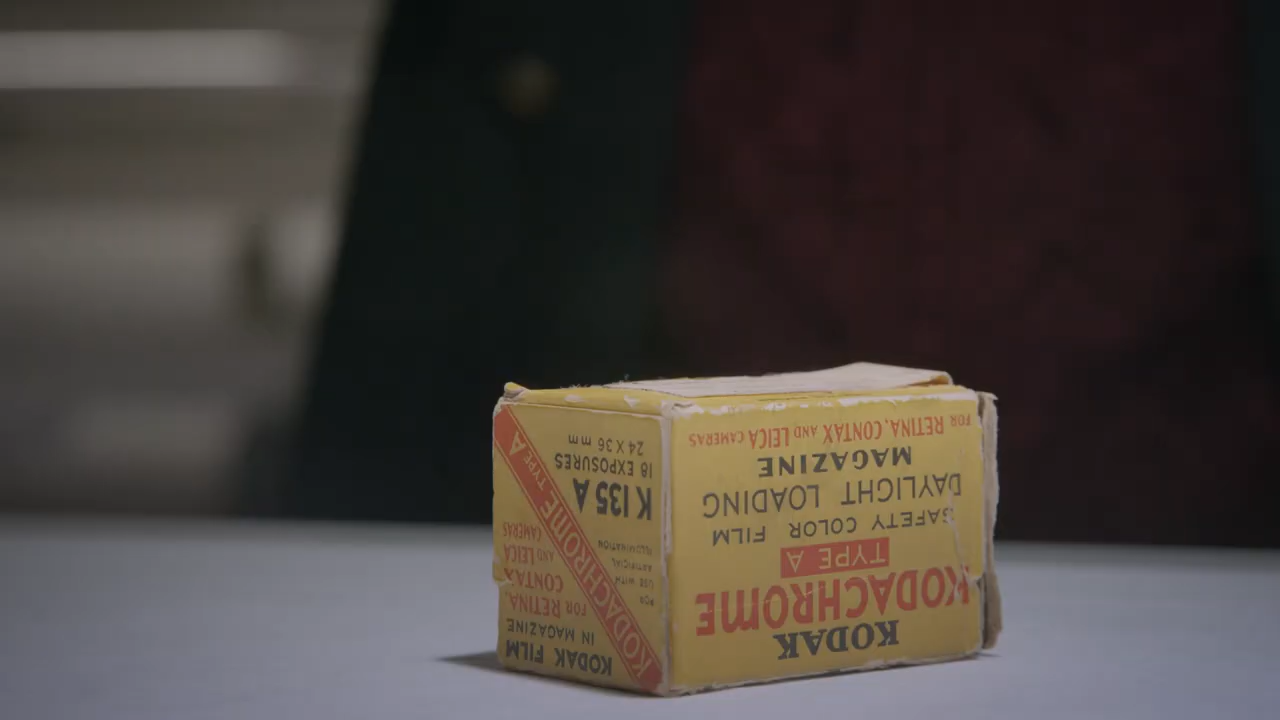 KODAK
KODACHROME
TYPE A
SAFETY COLOR FILM
DAYLIGHT LOADING
MAGAZINE
FOR RETINA, CONTAX AND LEICA CAMERAS
KODAK FILM
IN MAGAZINE
FOR RETINA,
CONTAX
AND LEICA
CAMERAS
KODACHROME TYPE A
FOR
USE WITH
ARTIFICIAL
ILLUMINATION
K135 A
18 EXPOSURES
24 X 36 mm